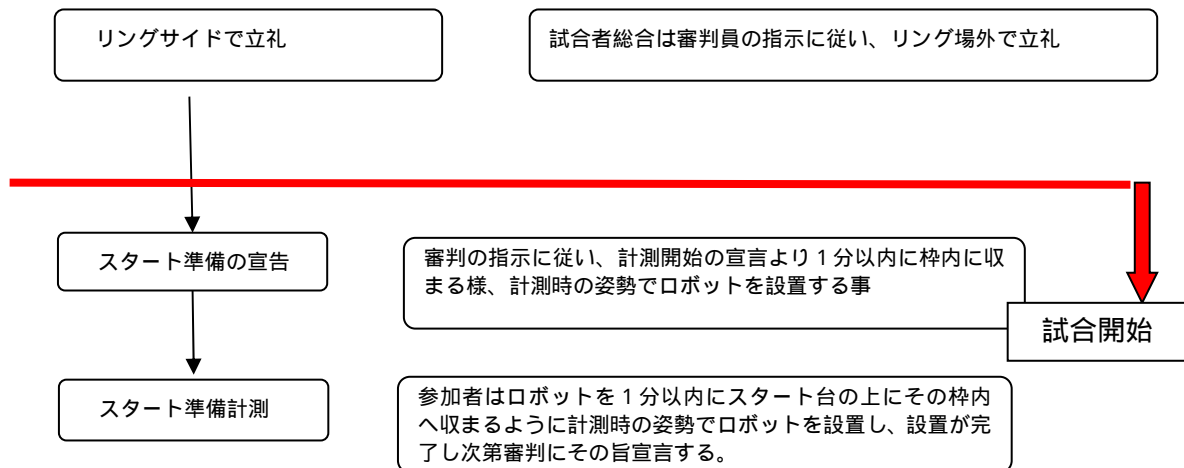 リングサイドで立礼
試合者総合は審判員の指示に従い、リング場外で立礼
スタート準備の宣告
審判の指示に従い、計測開始の宣言より1分以内に枠内に収
まる様、計測時の姿勢でロボットを設置する事
試合開始
スタート準備計測
参加者はロボットを1分以内にスタート台の上にその枠内
へ収まるように計測時の姿勢でロボットを設置し、設置が完
了し次第審判にその旨宣言する。